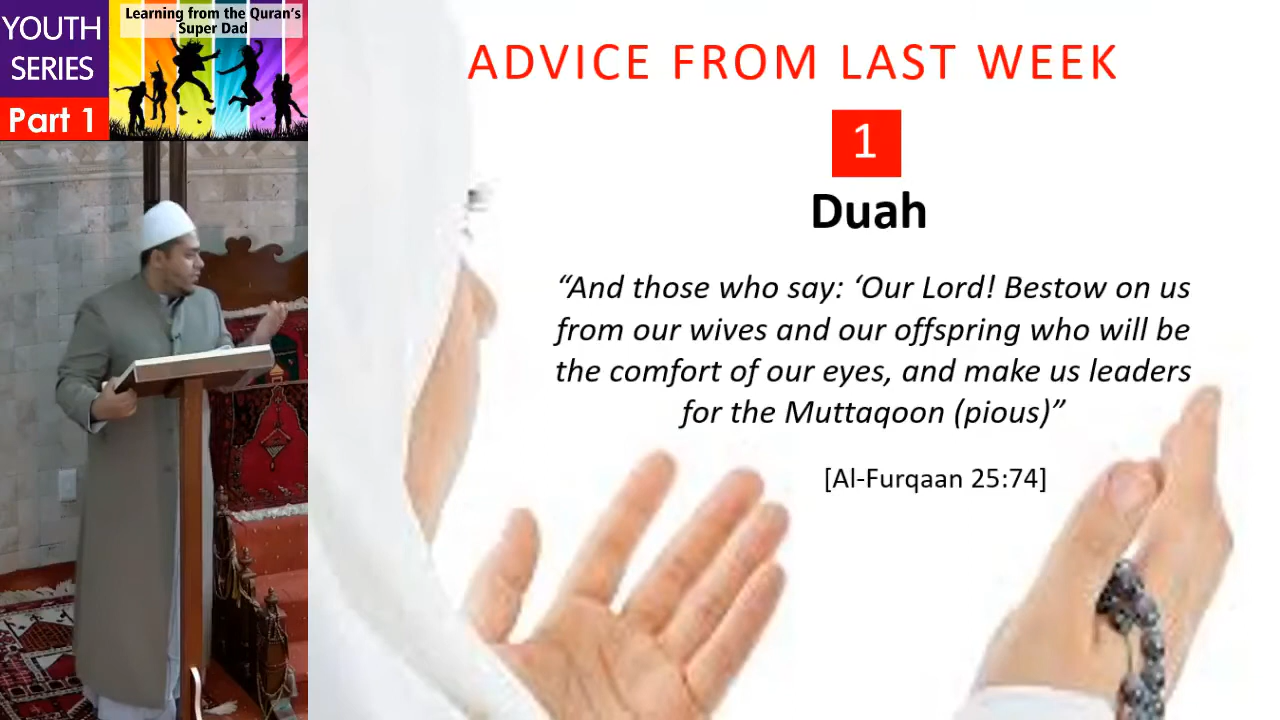 YOUTH
SERIES
Part 1
Learning from the Quran's
Super Dad
ADVICE FROM LAST WEEK
1
Duah
“And those who say: ‘Our Lord! Bestow on us
from our wives and our offspring who will be
the comfort of our eyes, and make us leaders
for the Muttaqoon (pious)”
[Al-Furqaan 25:74]